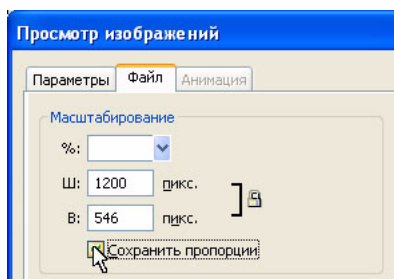 Просмотр изображений
Параметры Файл Анимация
Масштабирование
%:
Ш: 1200 пикс.
В: 546 пикс.
Сохранить пропорции